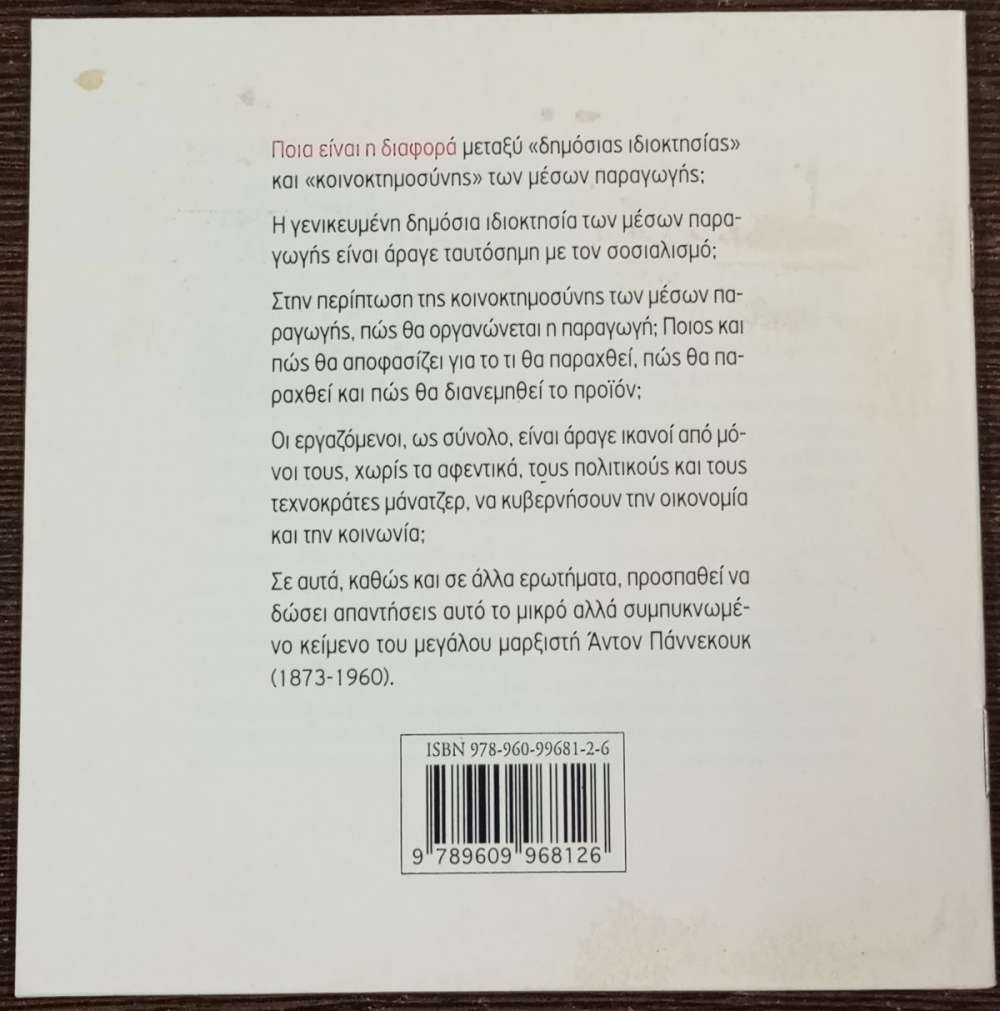 Ποια είναι η διαφορά μεταξύ «δημόσιας ιδιοκτησίας»
και «κοινοκτημοσύνης» των μέσων παραγωγής;
Η γενικευμένη δημόσια ιδιοκτησία των μέσων παρα-
γωγής είναι άραγε ταυτόσημη με τον σοσιαλισμό;
Στην περίπτωση της κοινοκτημοσύνης των μέσων πα-
ραγωγής, πώς θα οργανώνεται η παραγωγή; Ποιος και
πώς θα αποφασίζει για το τι θα παραχθεί, πώς θα πα-
ραχθεί και πώς θα διανεμηθεί το προϊόν;
Οι εργαζόμενοι, ως σύνολο, είναι άραγε ικανοί από μό-
νοι τους, χωρίς τα αφεντικά, τους πολιτικούς και τους
τεχνοκράτες μάνατζερ, να κυβερνήσουν την οικονομία
και την κοινωνία;
Σε αυτά, καθώς και σε άλλα ερωτήματα, προσπαθεί να
δώσει απαντήσεις αυτό το μικρό αλλά συμπυκνωμέ-
νο κείμενο του μεγάλου μαρξιστή Άντον Πάννεκουκ
(1873-1960).
ISBN 978-960-99681-2-6
9 789609 968126